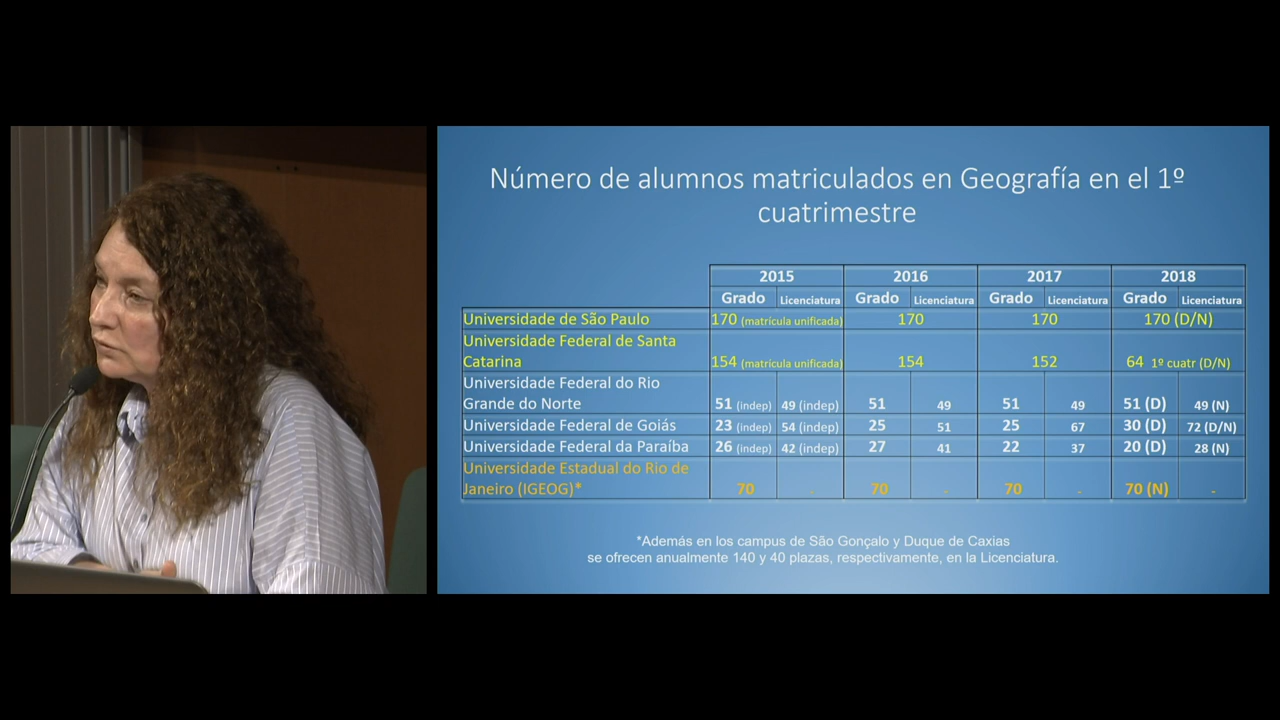 Número de alumnos matriculados en Geografía en el 1º
cuatrimestre
2015 2016 2017 2018
Grado Licenciatura Grado Licenciatura Grado Licenciatura Grado Licenciatura
Universidade de São Paulo 170 (matrícula unificada) 170 170 170 (D/N)
Universidade Federal de Santa
Catarina 154 (matrícula unificada) 154 152 64 1º cuatr (D/N)
Universidade Federal do Rio
Grande do Norte 51 (indep) 49 (indep) 51 49 51 49 51 (D) 49 (N)
Universidade Federal de Goiás 23 (indep) 54 (indep) 25 51 25 67 30 (D) 72 (D/N)
Universidade Federal da Paraíba 26 (indep) 42 (indep) 27 41 22 37 20 (D) 28 (N)
Universidade Estadual do Rio de
Janeiro (IGEOG)* 70 - 70 - 70 - 70 (N) -
*Además en los campus de São Gonçalo y Duque de Caxias
se ofrecen anualmente 140 y 40 plazas, respectivamente, en la Licenciatura.